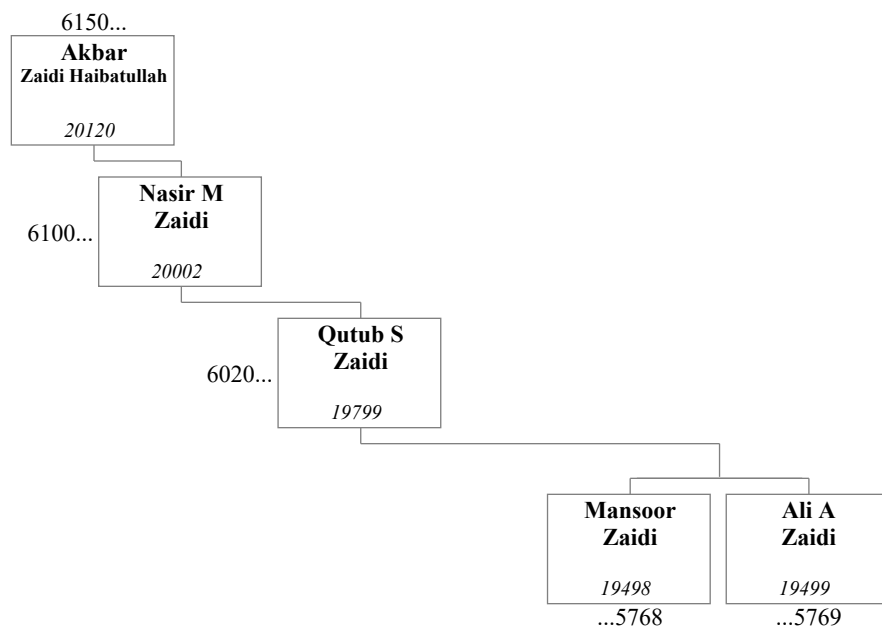 6150...
Akbar
Zaidi Haibatullah
20120
Nasir M
Zaidi
6100...
20002
Qutub S
Zaidi
6020...
19799
Mansoor
Zaidi
19498
...5768
Ali A
Zaidi
19499
...5769